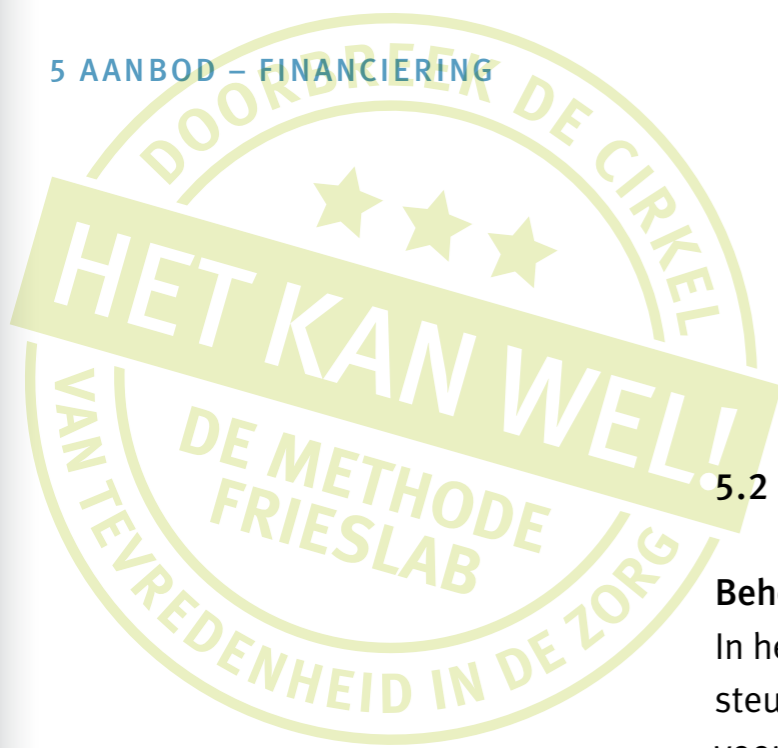 5 AANBOD – FINANCIERING
DOORBREEK DE CIRKEL
HET KAN WEL!
DE METHODE
FRIESLAB
VAN TEVREDENHEID IN DE ZORG
5.2
In